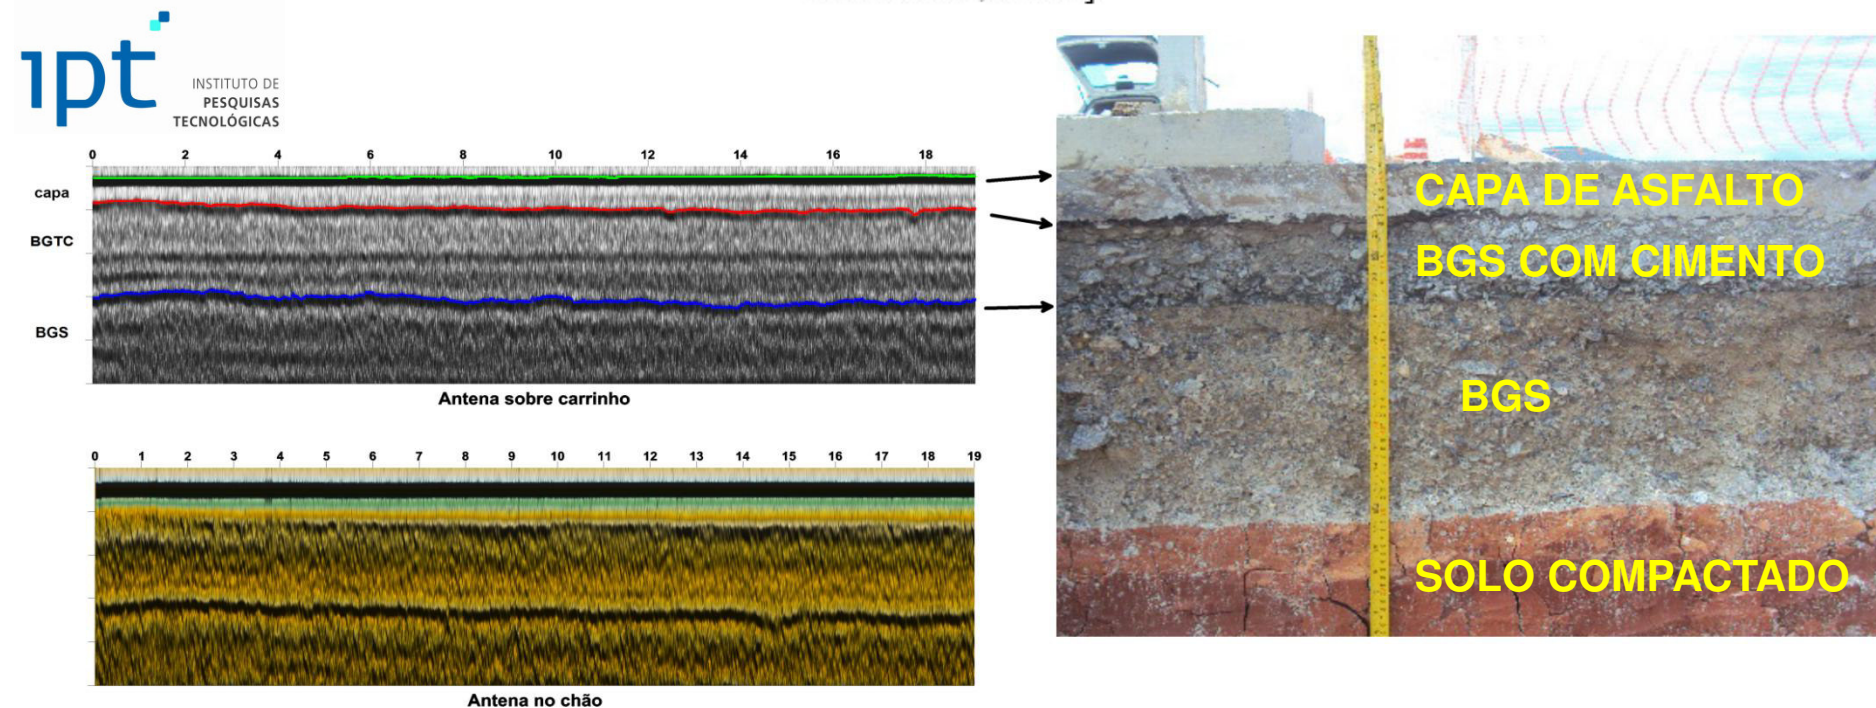 ipt
INSTITUTO DE
PESQUISAS
TECNOLÓGICAS
0 2 4 6 8 10 12 14 16 18
capa
BGTC
BGS
Antena sobre carrinho
0 1 2 3 4 5 6 7 8 9 10 11 12 13 14 15 16 17 18 19
Antena no chão
CAPA DE ASFALTO
BGS COM CIMENTO
BGS
SOLO COMPACTADO